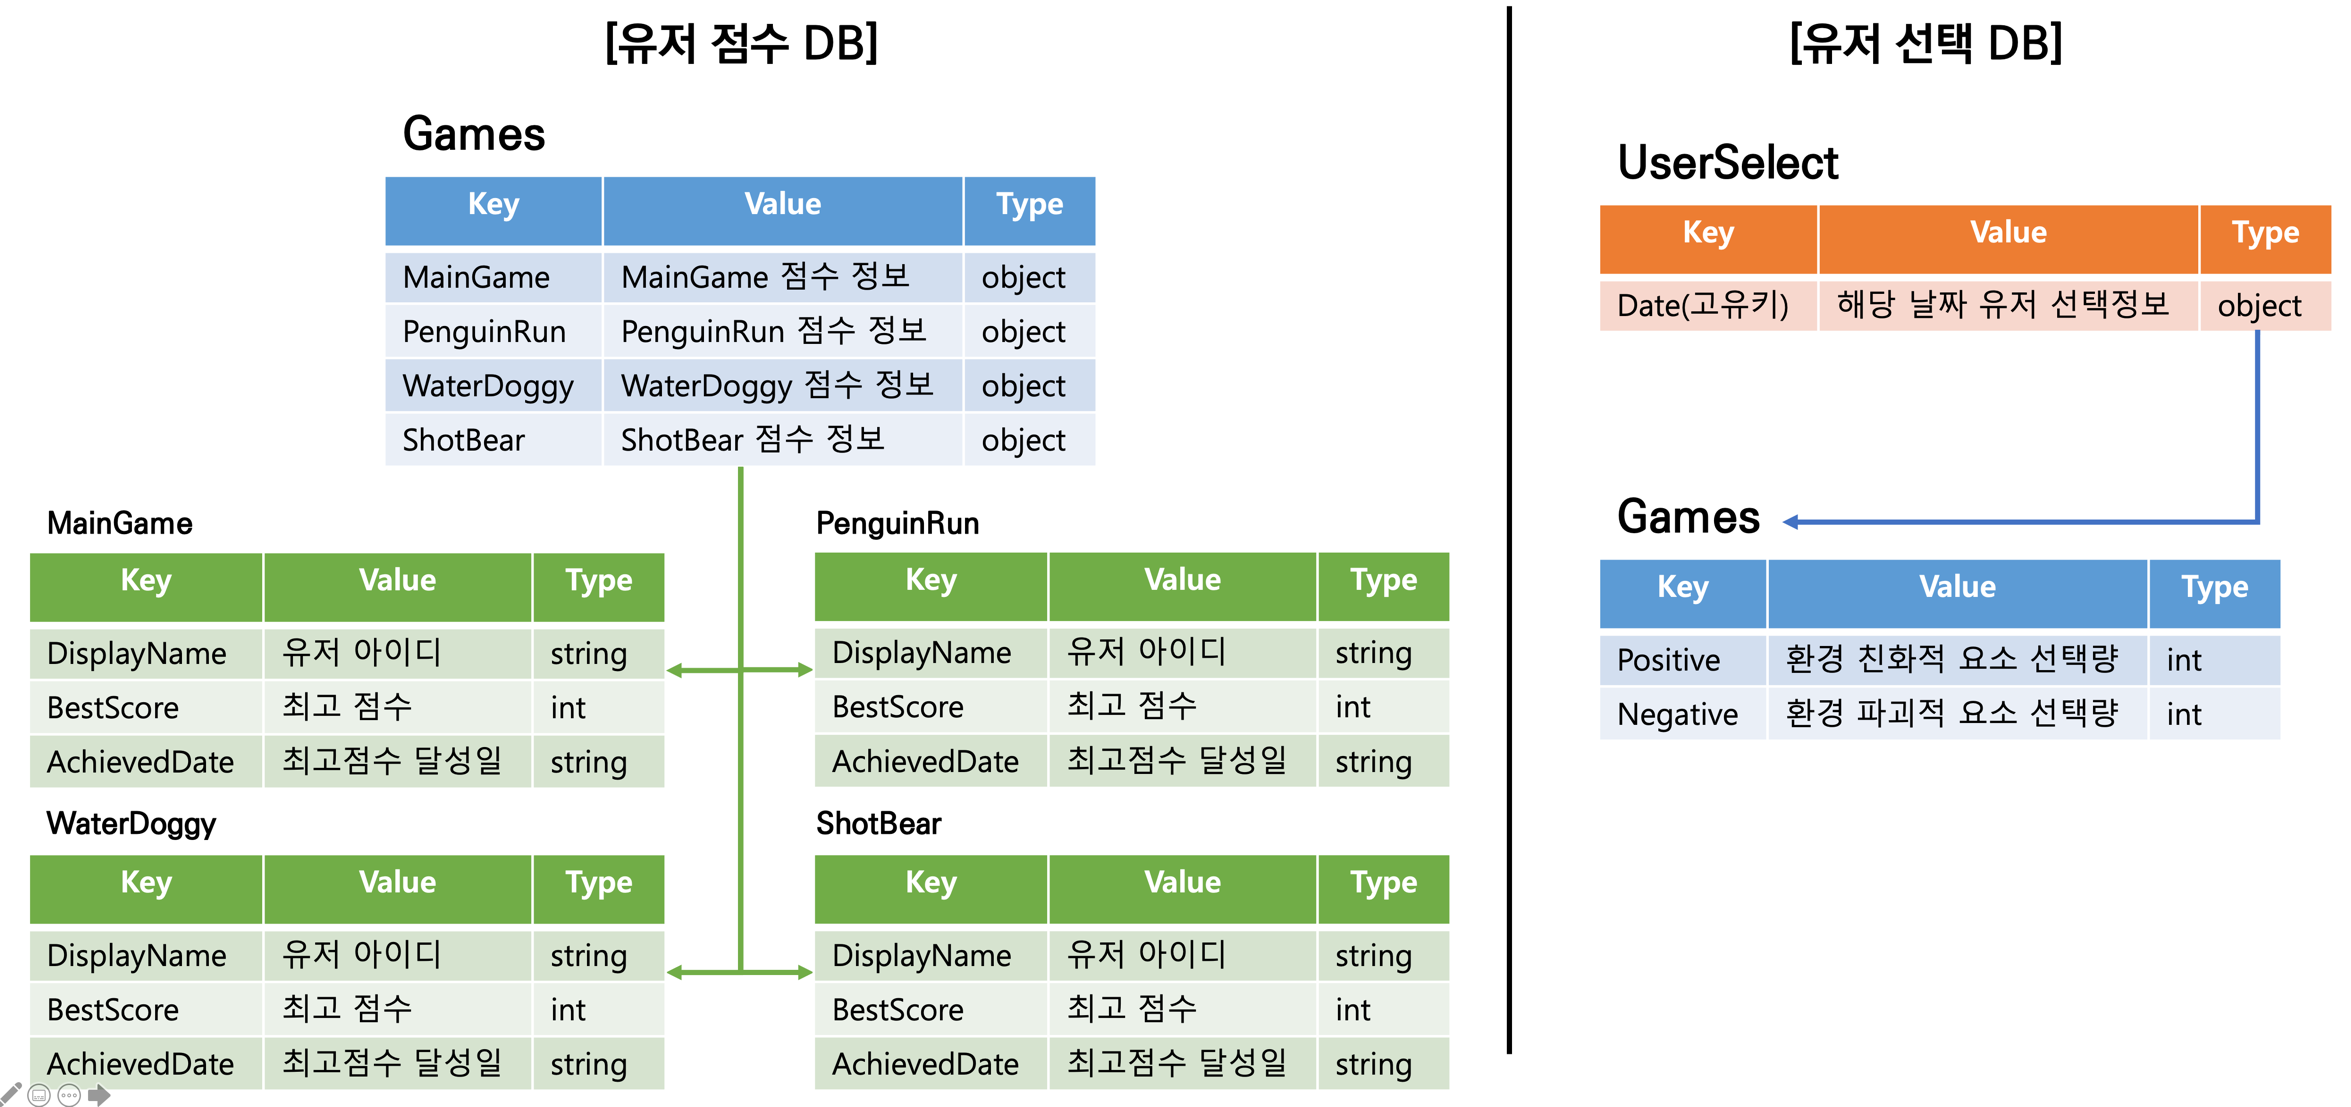 [유저 점수 DB]
Games
Key Value Type
MainGame MainGame 점수 정보 object
PenguinRun PenguinRun 점수 정보 object
WaterDoggy WaterDoggy 점수 정보 object
ShotBear ShotBear 점수 정보 object
MainGame
Key Value Type
DisplayName 유저 아이디 string
BestScore 최고 점수 int
AchievedDate 최고점수 달성일 string
PenguinRun
Key Value Type
DisplayName 유저 아이디 string
BestScore 최고 점수 int
AchievedDate 최고점수 달성일 string
WaterDoggy
Key Value Type
DisplayName 유저 아이디 string
BestScore 최고 점수 int
AchievedDate 최고점수 달성일 string
ShotBear
Key Value Type
DisplayName 유저 아이디 string
BestScore 최고 점수 int
AchievedDate 최고점수 달성일 string
[유저 선택 DB]
UserSelect
Key Value Type
Date(고유키) 해당 날짜 유저 선택정보 object
Games
Key Value Type
Positive 환경 친화적 요소 선택량 int
Negative 환경 파괴적 요소 선택량 int